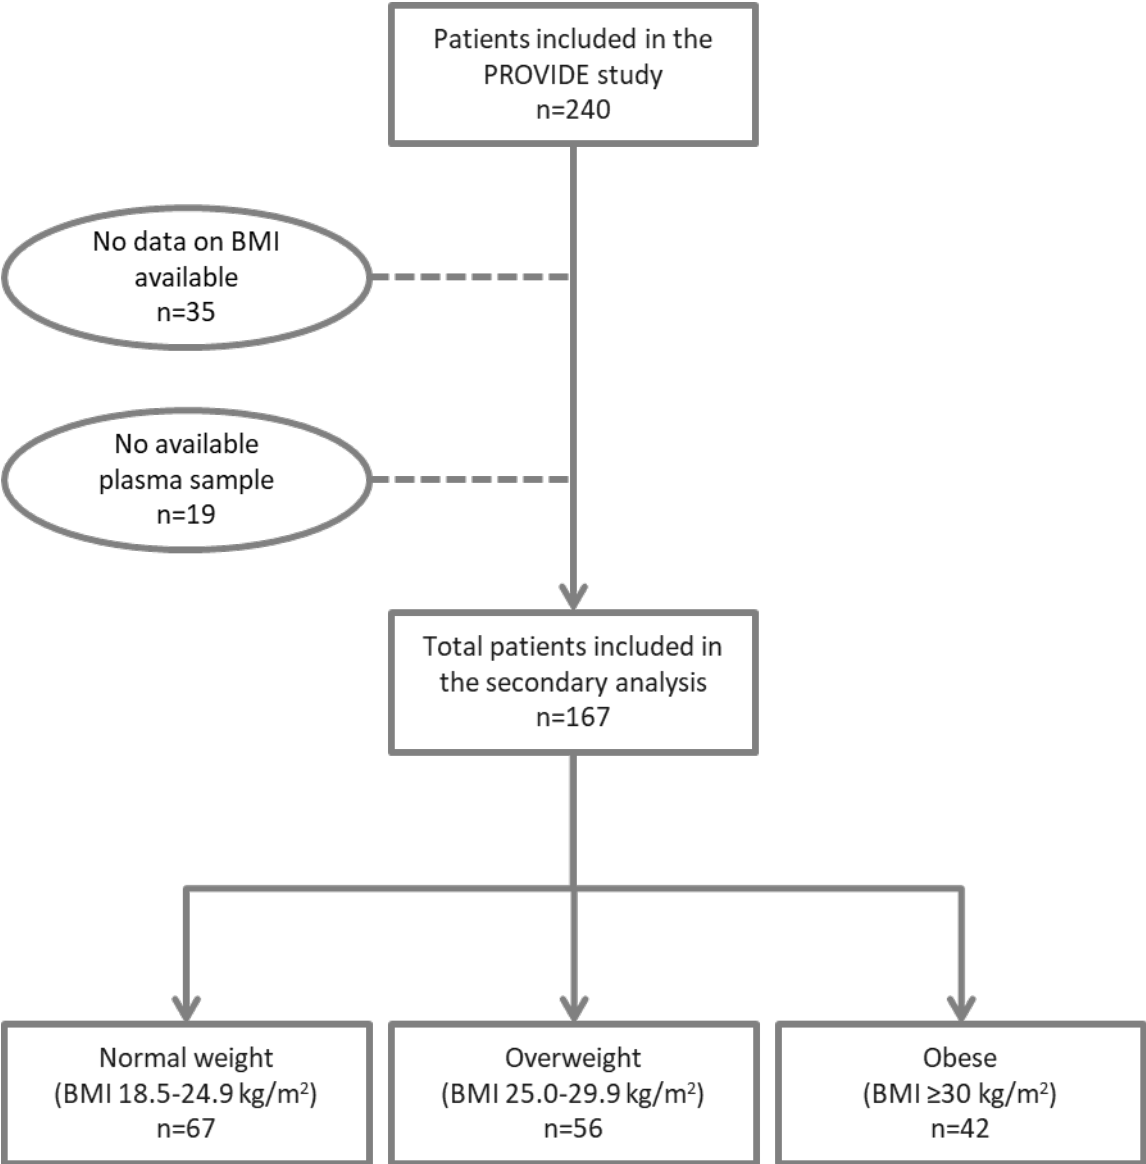 Patients included in the
PROVIDE study
n=240
No data on BMI
available
n=35
No available
plasma sample
n=19
Total patients included in
the secondary analysis
n=167
Normal weight
(BMI 18.5-24.9 kg/m²)
n=67
Overweight
(BMI 25.0-29.9 kg/m²)
n=56
Obese
(BMI ≥30 kg/m²)
n=42